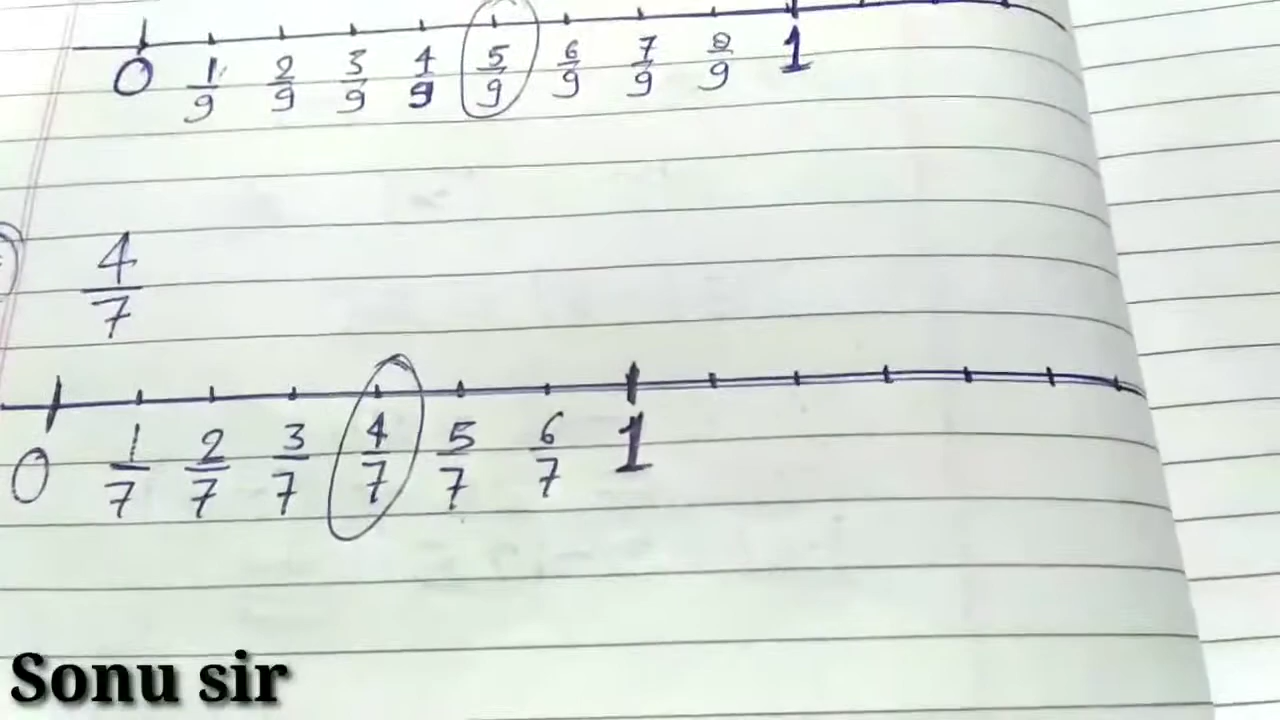 0 1/9 2/9 3/9 4/9 5/9 6/9 7/9 8/9 1
4/7
0 1/7 2/7 3/7 4/7 5/7 6/7 1
Sonu sir